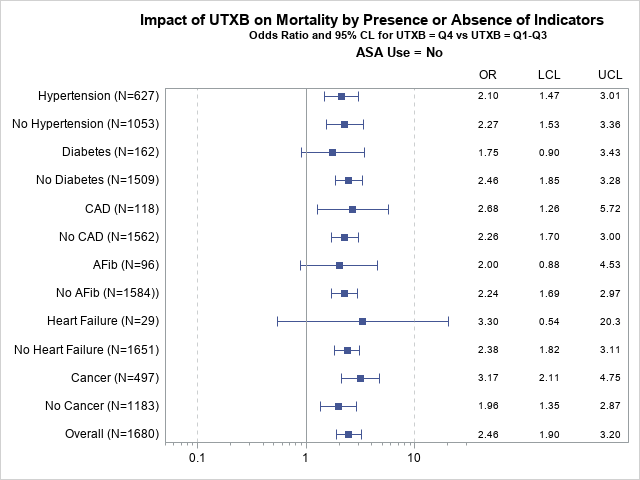 Impact of UTXB on Mortality by Presence or Absence of Indicators
Odds Ratio and 95% CL for UTXB = Q4 vs UTXB = Q1-Q3
ASA Use = No
OR LCL UCL
Hypertension (N=627) 2.10 1.47 3.01
No Hypertension (N=1053) 2.27 1.53 3.36
Diabetes (N=162) 1.75 0.90 3.43
No Diabetes (N=1509) 2.46 1.85 3.28
CAD (N=118) 2.68 1.26 5.72
No CAD (N=1562) 2.26 1.70 3.00
AFib (N=96) 2.00 0.88 4.53
No AFib (N=1584)) 2.24 1.69 2.97
Heart Failure (N=29) 3.30 0.54 20.3
No Heart Failure (N=1651) 2.38 1.82 3.11
Cancer (N=497) 3.17 2.11 4.75
No Cancer (N=1183) 1.96 1.35 2.87
Overall (N=1680) 2.46 1.90 3.20
0.1 1 10